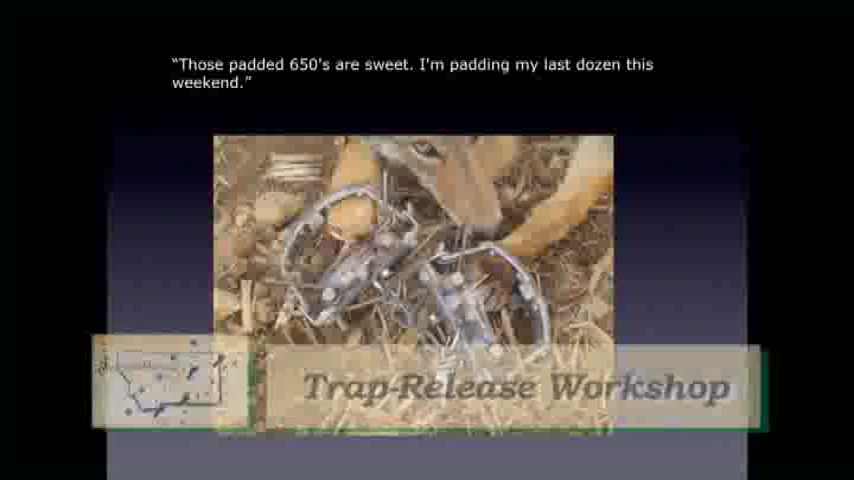 “Those padded 650's are sweet. I'm padding my last dozen this
weekend.”
Trap-Release Workshop